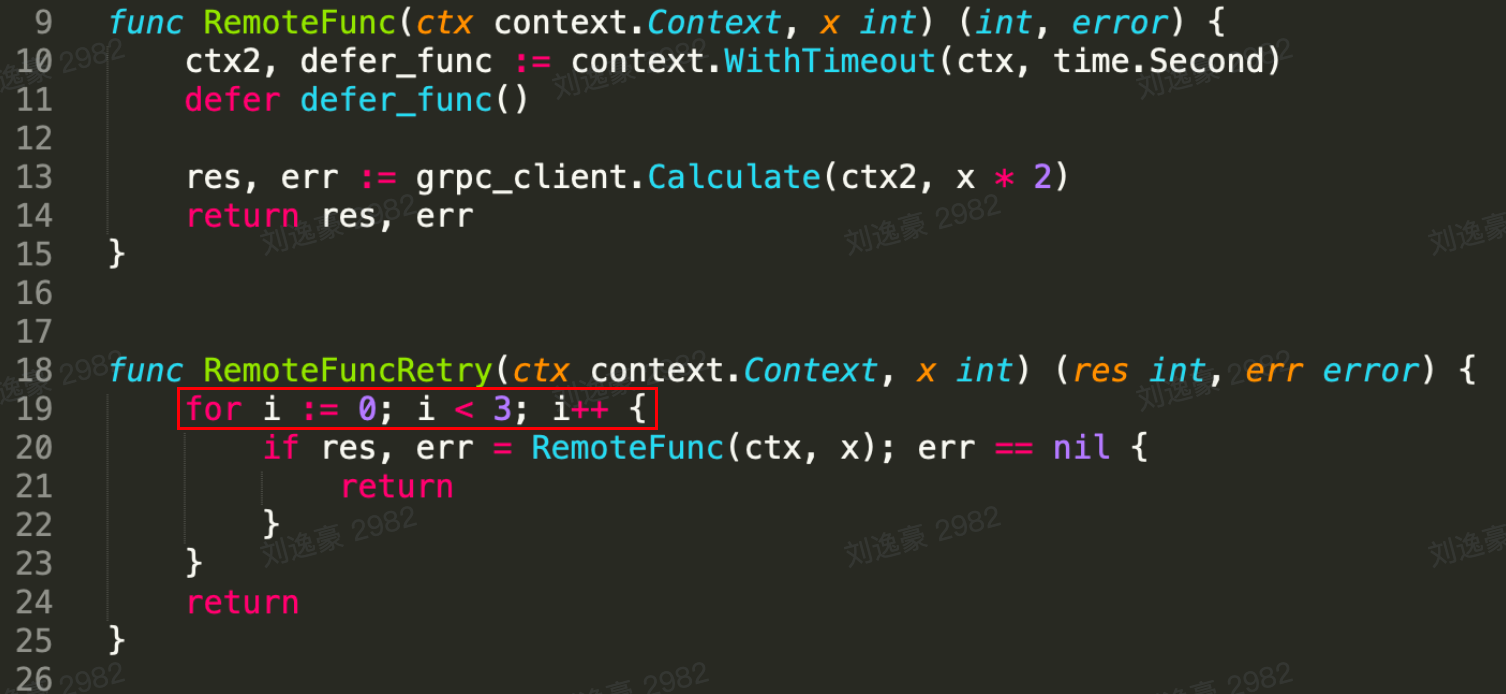 9 func RemoteFunc(ctx context.Context, x int) (int, error) {
10 ctx2, defer_func := context.WithTimeout(ctx, time.Second)
11 defer defer_func()
12
13 res, err := grpc_client.Calculate(ctx2, x * 2)
14 return res, err
15 }
16
17
18 func RemoteFuncRetry(ctx context.Context, x int) (res int, err error) {
19 for i := 0; i < 3; i++ {
20 if res, err = RemoteFunc(ctx, x); err == nil {
21 return
22 }
23 }
24 return
25 }
26
刘逸豪 2982